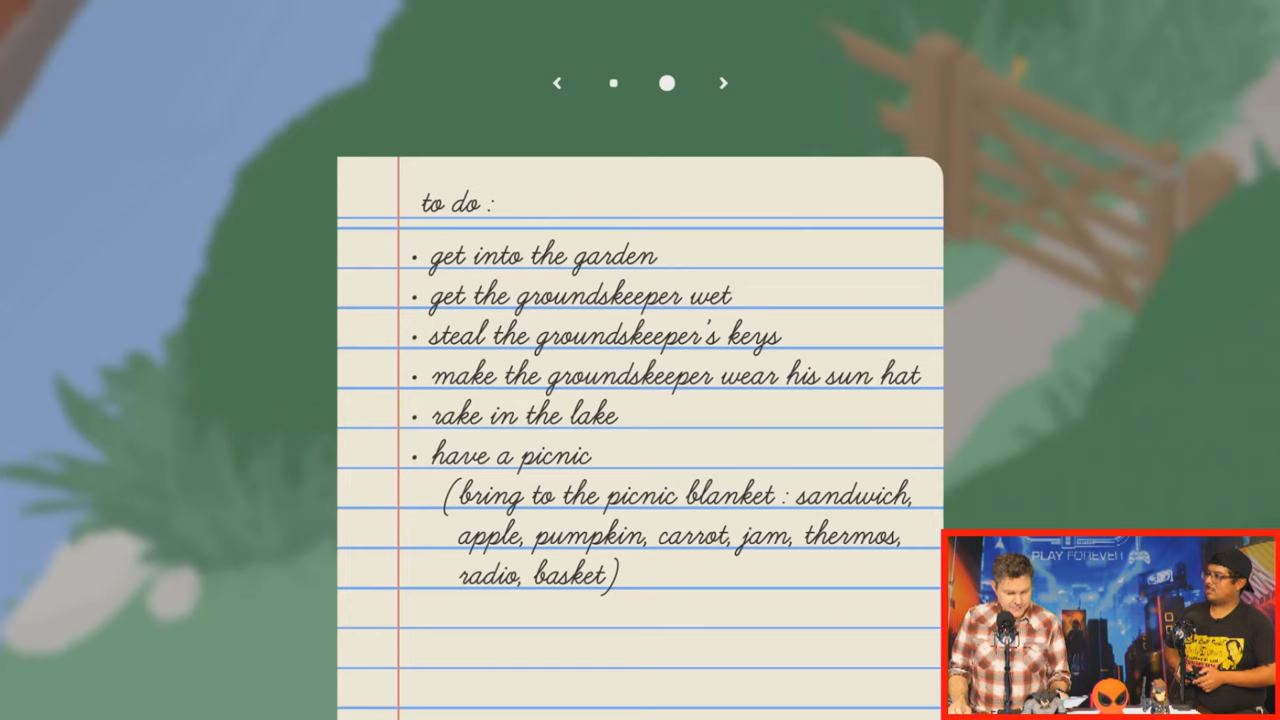 to do :
• get into the garden
• get the groundskeeper wet
• steal the groundskeeper's keys
• make the groundskeeper wear his sun hat
• rake in the lake
• have a picnic
(bring to the picnic blanket : sandwich,
apple, pumpkin, carrot, jam, thermos,
radio, basket)
PLAY FOREVER